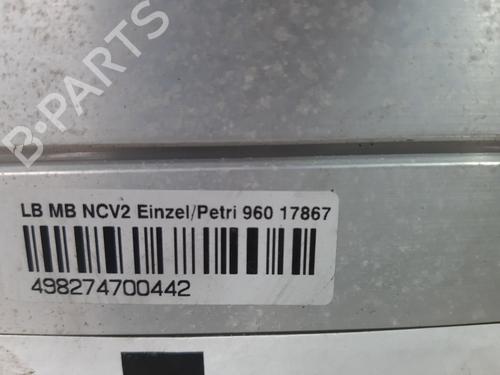 B-PARTS
LB MB NCV2 Einzel/Petri 960 17867
498274700442